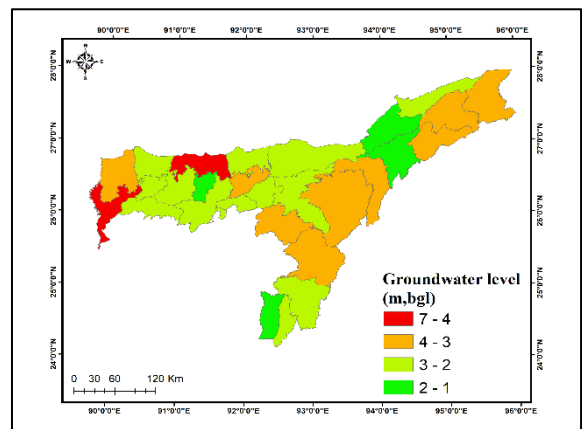 90°0'0"E 91°0'0"E 92°0'0"E 93°0'0"E 94°0'0"E 95°0'0"E 96°0'0"E
N
W E
S
28°0'0"N
27°0'0"N
26°0'0"N
25°0'0"N
24°0'0"N
28°0'0"N
27°0'0"N
26°0'0"N
25°0'0"N
24°0'0"N
Groundwater level
(m,bgl)
7 - 4
4 - 3
3 - 2
2 - 1
0 30 60 120 Km
90°0'0"E 91°0'0"E 92°0'0"E 93°0'0"E 94°0'0"E 95°0'0"E 96°0'0"E